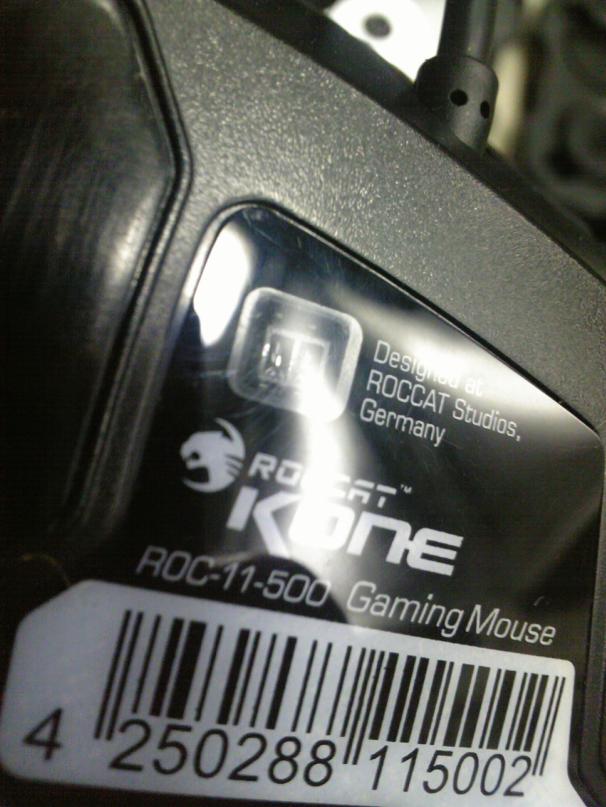 Designed at
ROCCAT Studios,
Germany
ROCCAT™
KONE
ROC-11-500 Gaming Mouse
4 250288 115002